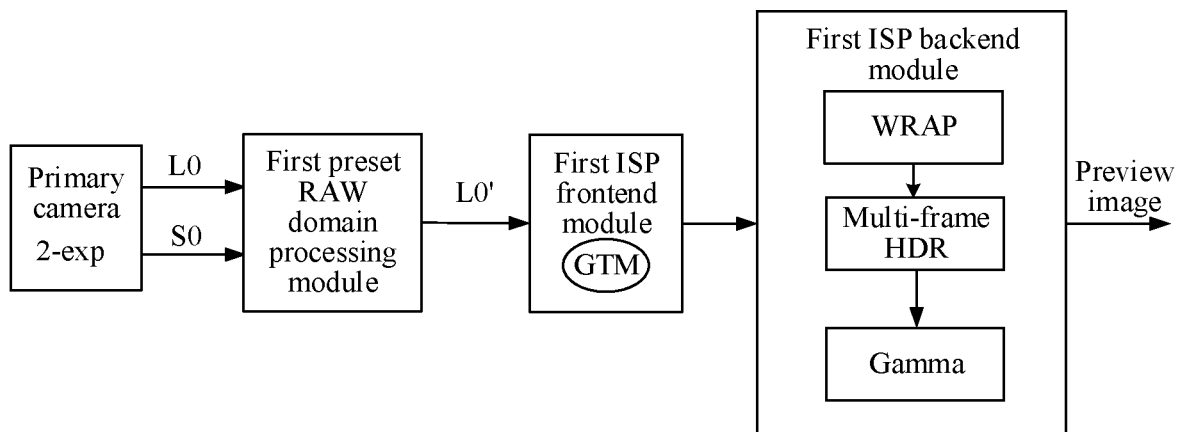 Primary
camera
2-exp
L0
S0
First preset
RAW
domain
processing
module
L0'
First ISP
frontend
module
GTM
First ISP backend
module
WRAP
Multi-frame
HDR
Gamma
Preview
image